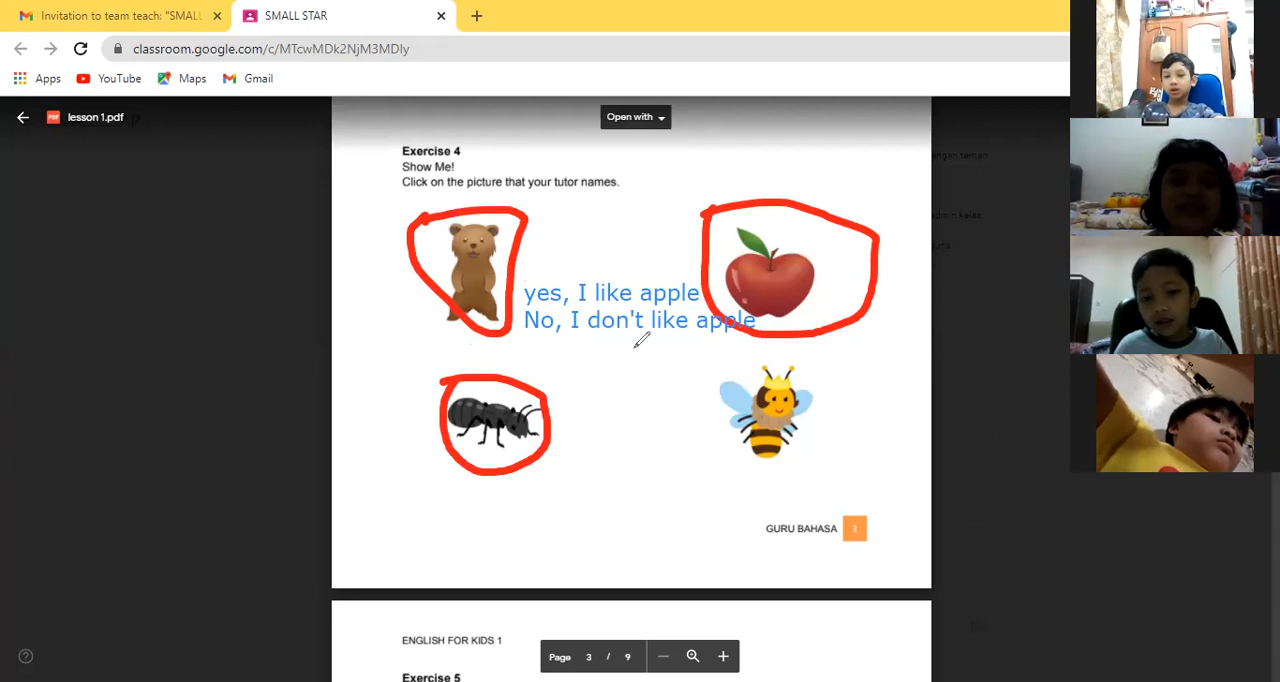 Invitation to team teach: "SMALL
SMALL STAR
classroom.google.com/c/MTcwMDk2NjM3MDIy
Apps
YouTube
Maps
Gmail
lesson 1.pdf
Open with
Exercise 4
Show Me!
Click on the picture that your tutor names.
yes, I like apple
No, I don't like apple
GURU BAHASA 3
ENGLISH FOR KIDS 1
Exercise 5
Page 3 / 9